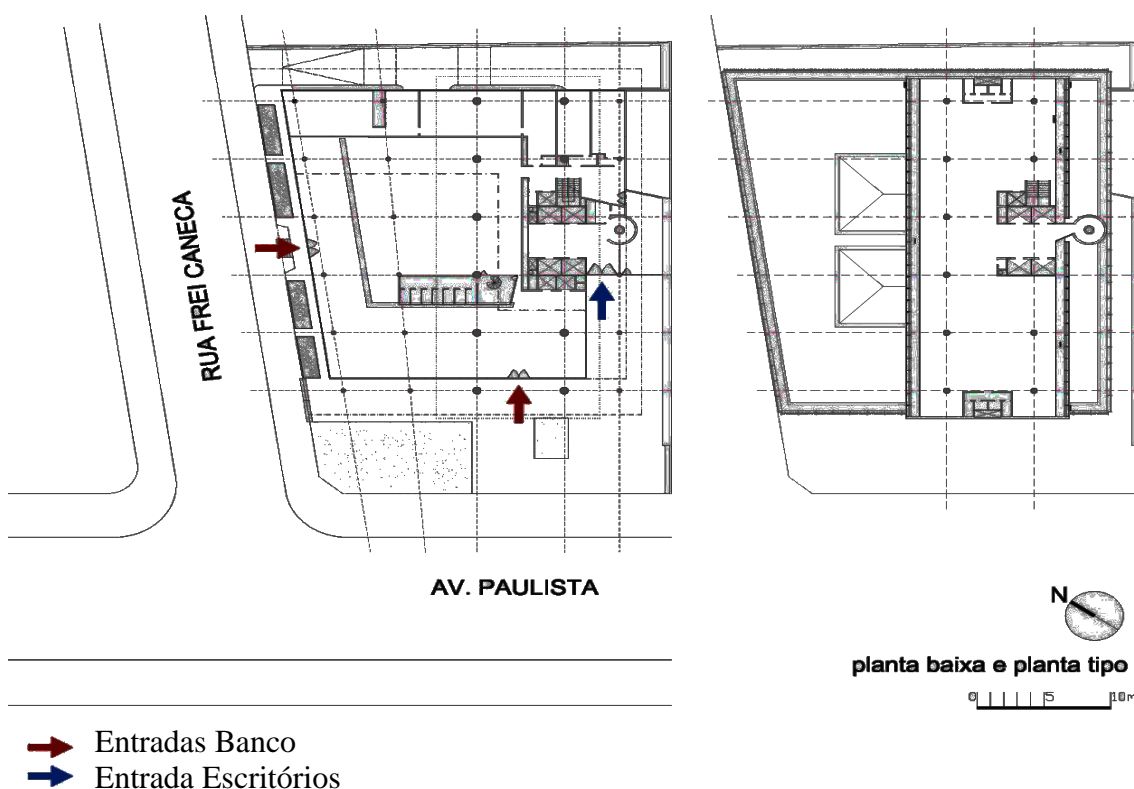 RUA FREI CANECA
AV. PAULISTA
N
planta baixa e planta tipo
0 5 10m
Entradas Banco
Entrada Escritórios